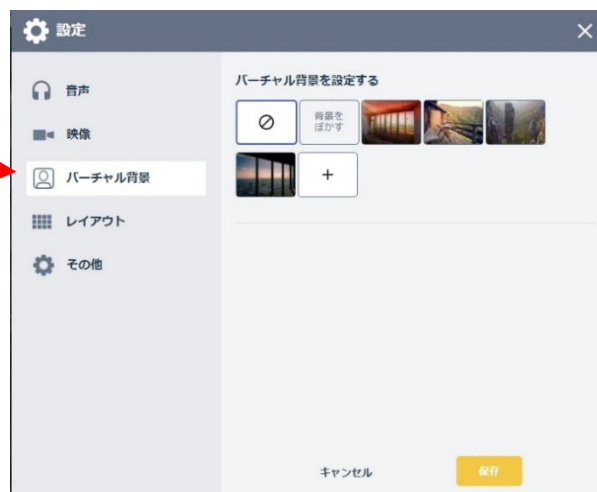 設定
音声
映像
バーチャル背景
レイアウト
その他
バーチャル背景を設定する
背景を
ぼかす
+
キャンセル
保存